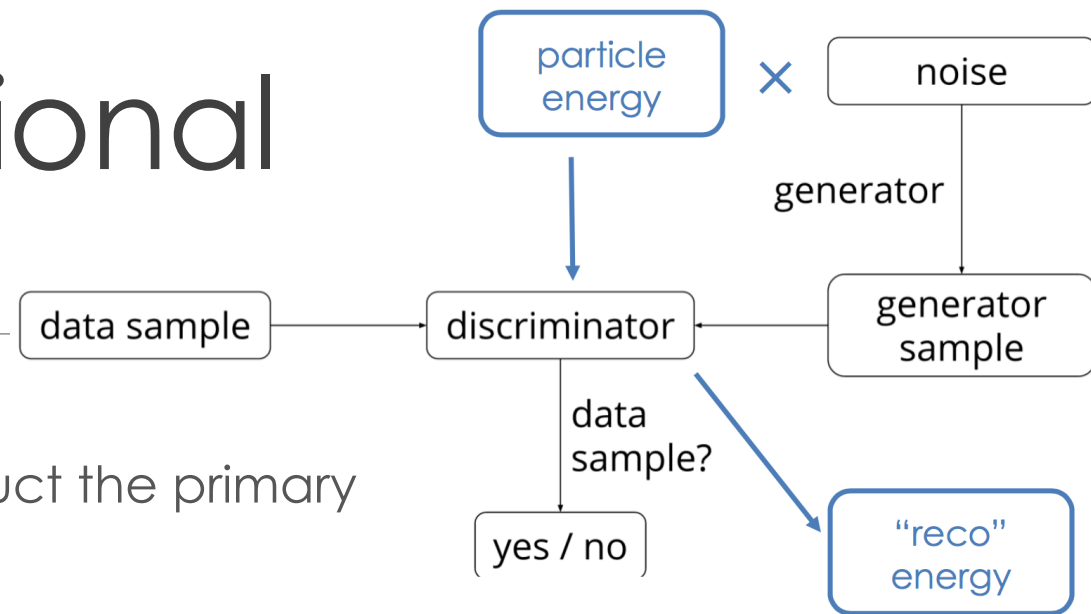 ional
particle
energy
×
noise
generator
data sample
discriminator
generator
sample
data
sample?
uct the primary
yes / no
“reco”
energy